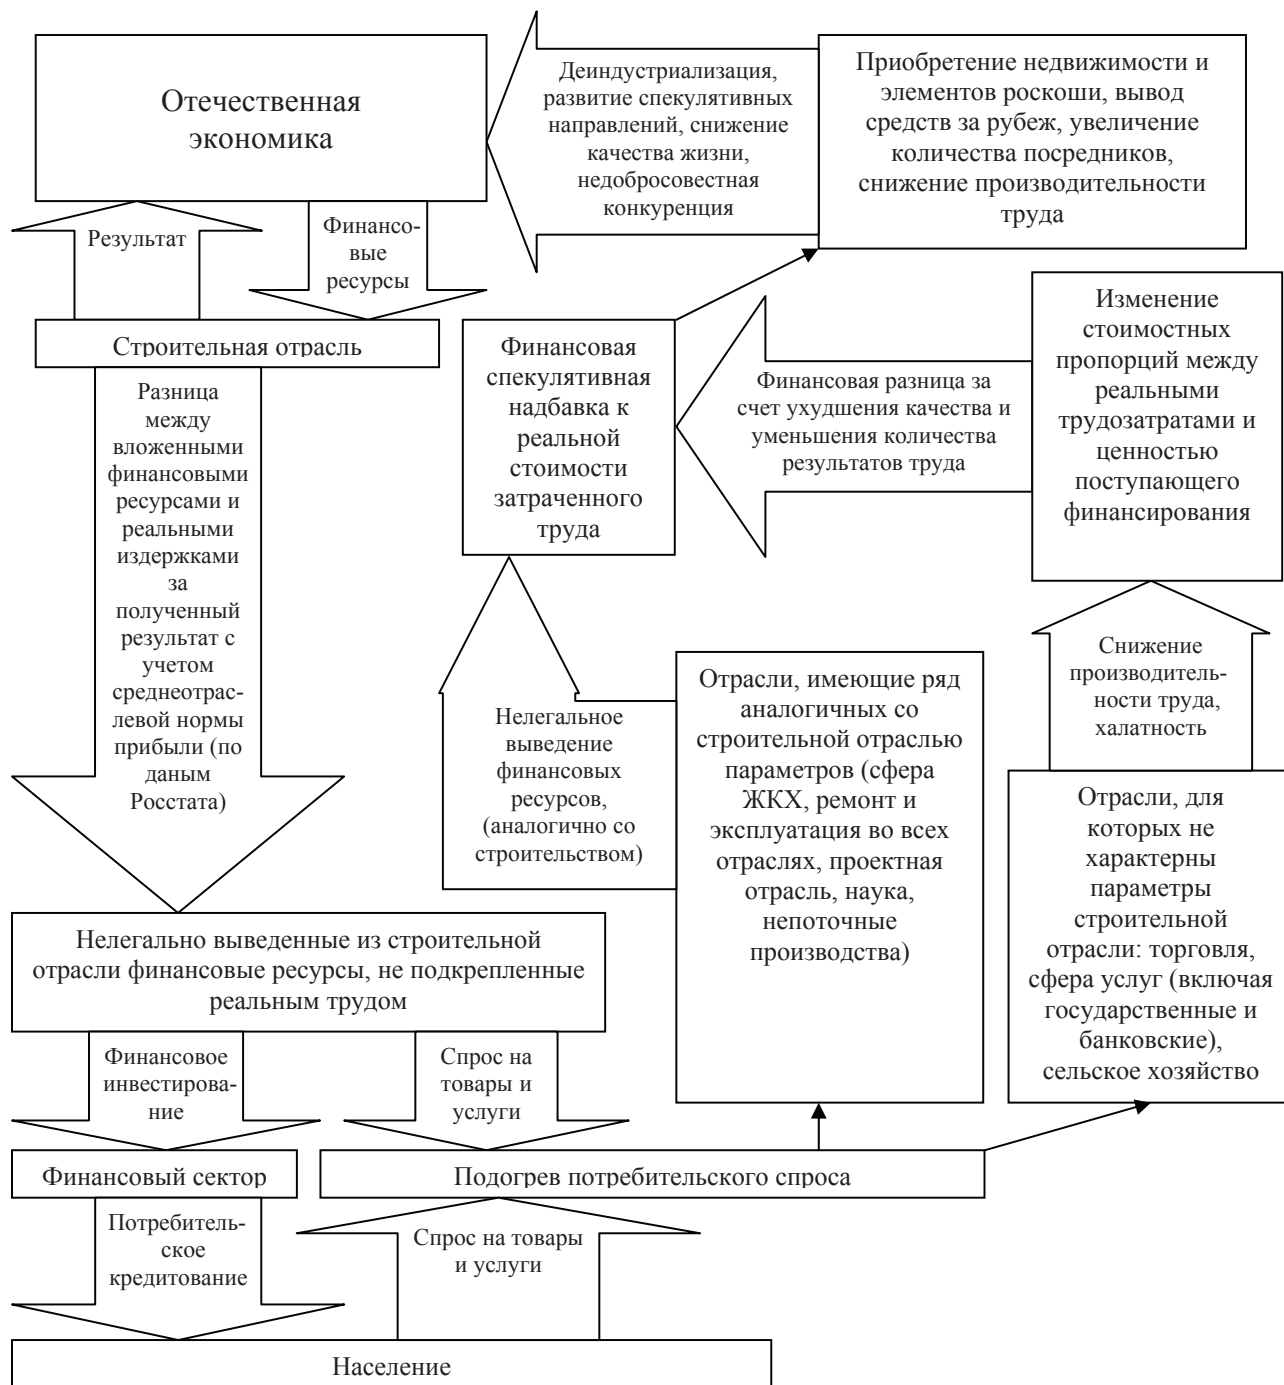 Отечественная
экономика
Деиндустриализация,
развитие спекулятивных
направлений, снижение
качества жизни,
недобросовестная
конкуренция
Приобретение недвижимости и
элементов роскоши, вывод
средств за рубеж, увеличение
количества посредников,
снижение производительности
труда
Результат
Финансо-
вые
ресурсы
Строительная отрасль
Финансовая
спекулятивная
надбавка к
реальной
стоимости
затраченного
труда
Финансовая разница за
счет ухудшения качества и
уменьшения количества
результатов труда
Изменение
стоимостных
пропорций между
реальными
трудозатратами и
ценностью
поступающего
финансирования
Разница
между
вложенными
финансовыми
ресурсами и
реальными
издержками
за
полученный
результат с
учетом
среднеотрас-
левой нормы
прибыли (по
даным
Росстата)
Нелегальное
выведение
финансовых
ресурсов,
(аналогично со
строительством)
Отрасли, имеющие ряд
аналогичных со
строительной отраслью
параметров (сфера
ЖКХ, ремонт и
эксплуатация во всех
отраслях, проектная
отрасль, наука,
непоточные
производства)
Снижение
производитель-
ности труда,
халатность
Отрасли, для
которых не
характерны
параметры
строительной
отрасли: торговля,
сфера услуг (включая
государственные и
банковские),
сельское хозяйство
Нелегально выведенные из строительной
отрасли финансовые ресурсы, не подкрепленные
реальным трудом
Финансовое
инвестирова-
ние
Спрос на
товары и
услуги
Финансовый сектор
Подогрев потребительского спроса
Потребитель-
ское
кредитование
Спрос на товары
и услуги
Население